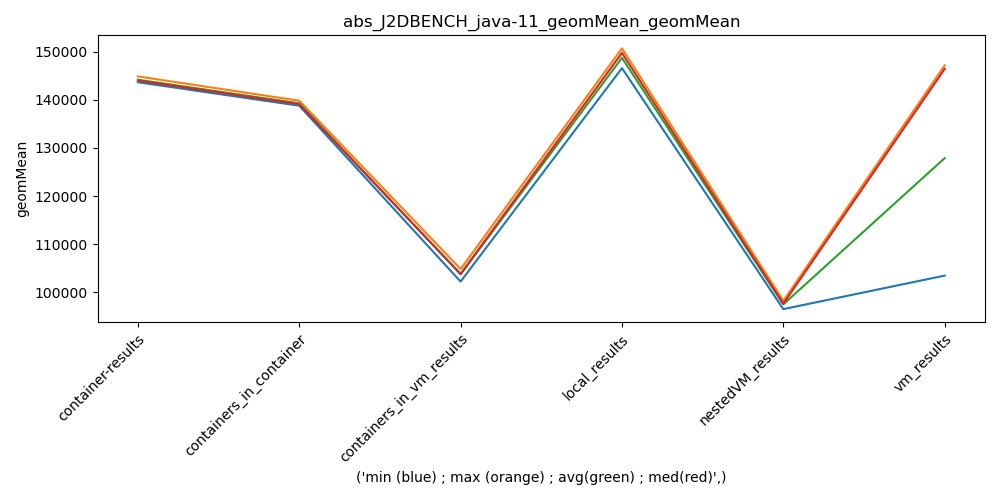 abs_J2DBENCH_java-11_geomMean_geomMean
geomMean
150000
140000
130000
120000
110000
100000
container-results
containers_in_container
containers_in_vm_results
local_results
nestedVM_results
vm_results
('min (blue) ; max (orange) ; avg(green) ; med(red)',)